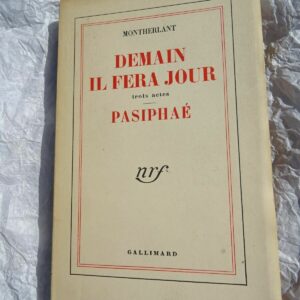 MONTHERLANT
DEMAIN
IL FERA JOUR
trois actes
PASIPHAÉ
nrf
GALLIMARD